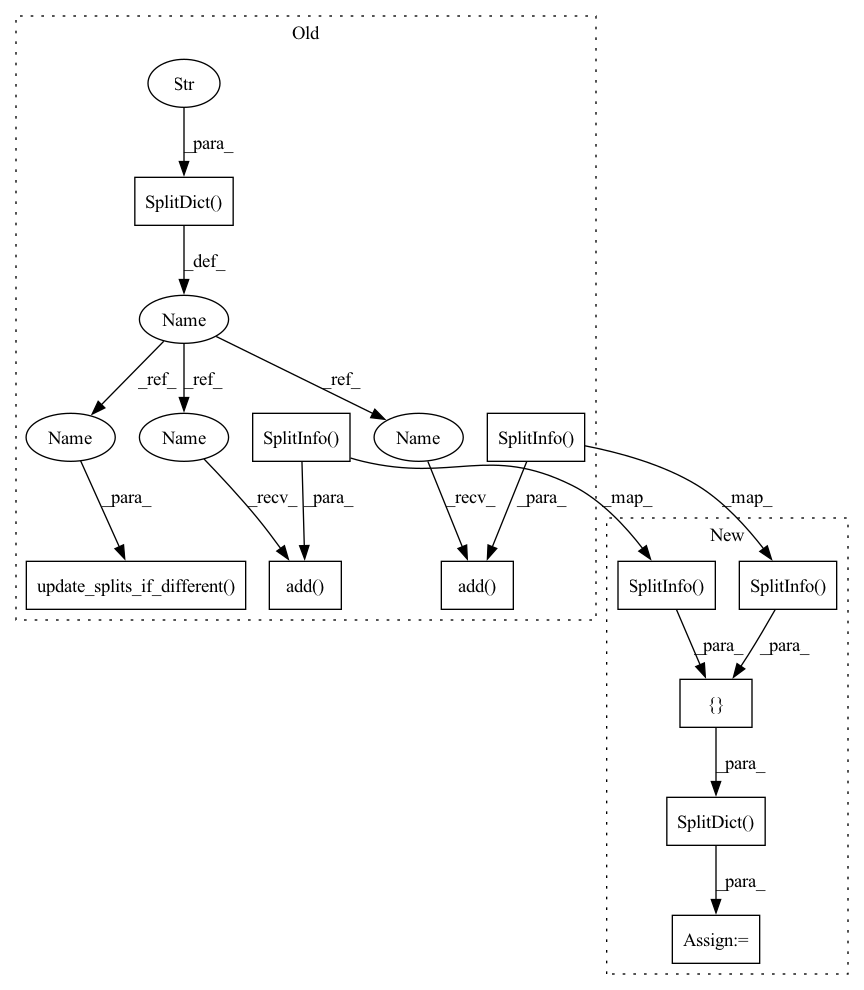 Old
Str
_para_
SplitDict()
_def_
Name
_ref_ _ref_ _ref_
Name Name SplitInfo() Name SplitInfo()
_para_ _recv_ _para_ _recv_ _para_ _map_ _map_
New
update_splits_if_different() add() add() SplitInfo() SplitInfo()
_para_ _para_
{}
_para_
SplitDict()
_para_
Assign:=